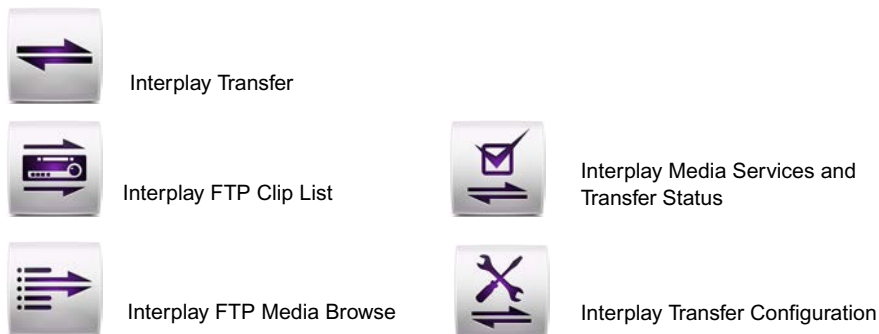 Interplay Transfer
Interplay FTP Clip List
Interplay Media Services and
Transfer Status
Interplay FTP Media Browse
Interplay Transfer Configuration